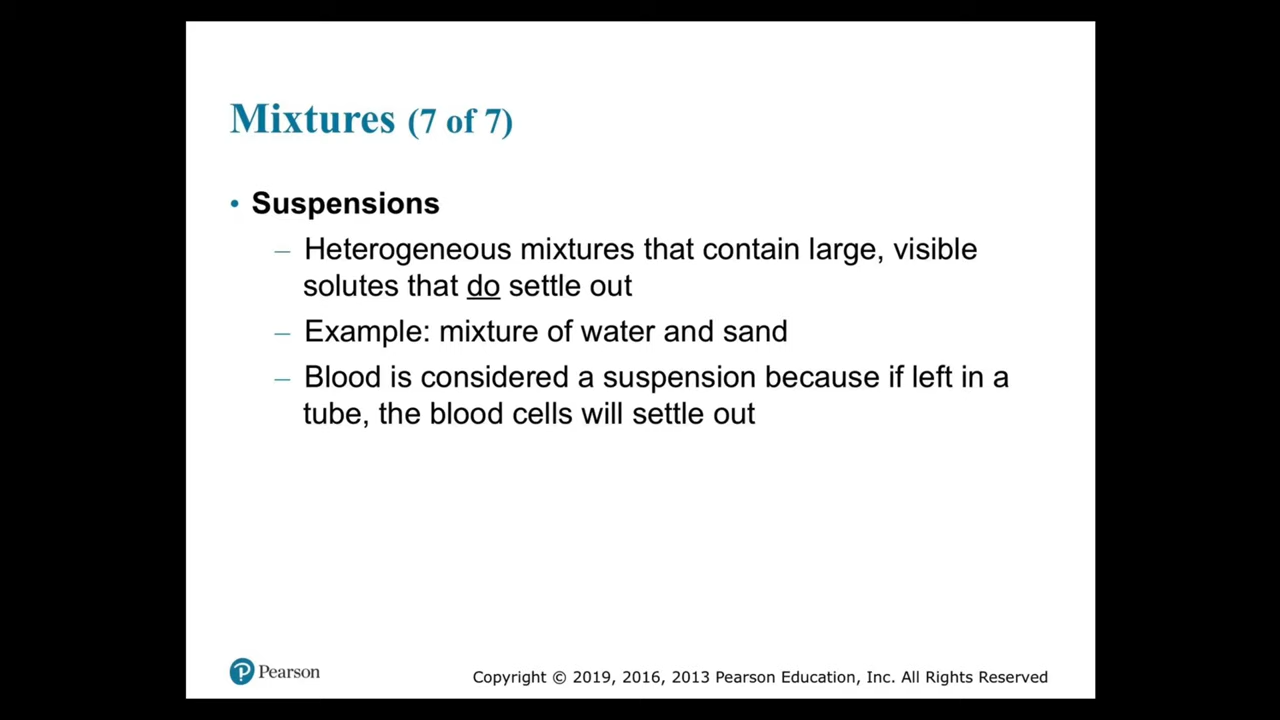 Mixtures (7 of 7)
• Suspensions
– Heterogeneous mixtures that contain large, visible
solutes that do settle out
– Example: mixture of water and sand
– Blood is considered a suspension because if left in a
tube, the blood cells will settle out
Pearson
Copyright © 2019, 2016, 2013 Pearson Education, Inc. All Rights Reserved